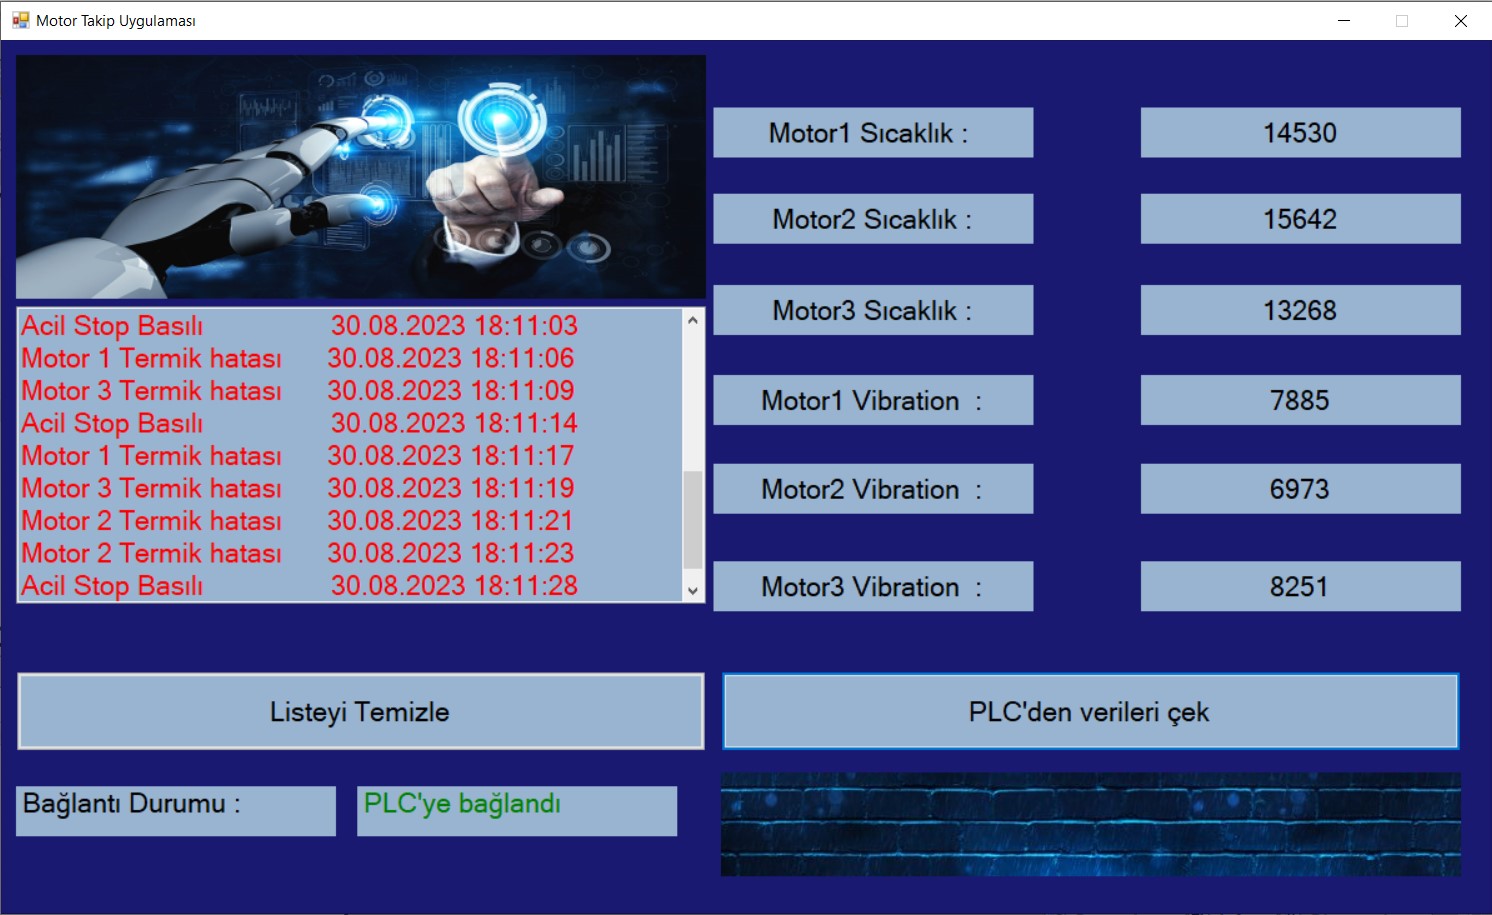 Motor Takip Uygulaması
Acil Stop Basılı 30.08.2023 18:11:03
Motor 1 Termik hatası 30.08.2023 18:11:06
Motor 3 Termik hatası 30.08.2023 18:11:09
Acil Stop Basılı 30.08.2023 18:11:14
Motor 1 Termik hatası 30.08.2023 18:11:17
Motor 3 Termik hatası 30.08.2023 18:11:19
Motor 2 Termik hatası 30.08.2023 18:11:21
Motor 2 Termik hatası 30.08.2023 18:11:23
Acil Stop Basılı 30.08.2023 18:11:28
Motor1 Sıcaklık : 14530
Motor2 Sıcaklık : 15642
Motor3 Sıcaklık : 13268
Motor1 Vibration : 7885
Motor2 Vibration : 6973
Motor3 Vibration : 8251
Listeyi Temizle
PLC'den verileri çek
Bağlantı Durumu : PLC'ye bağlandı